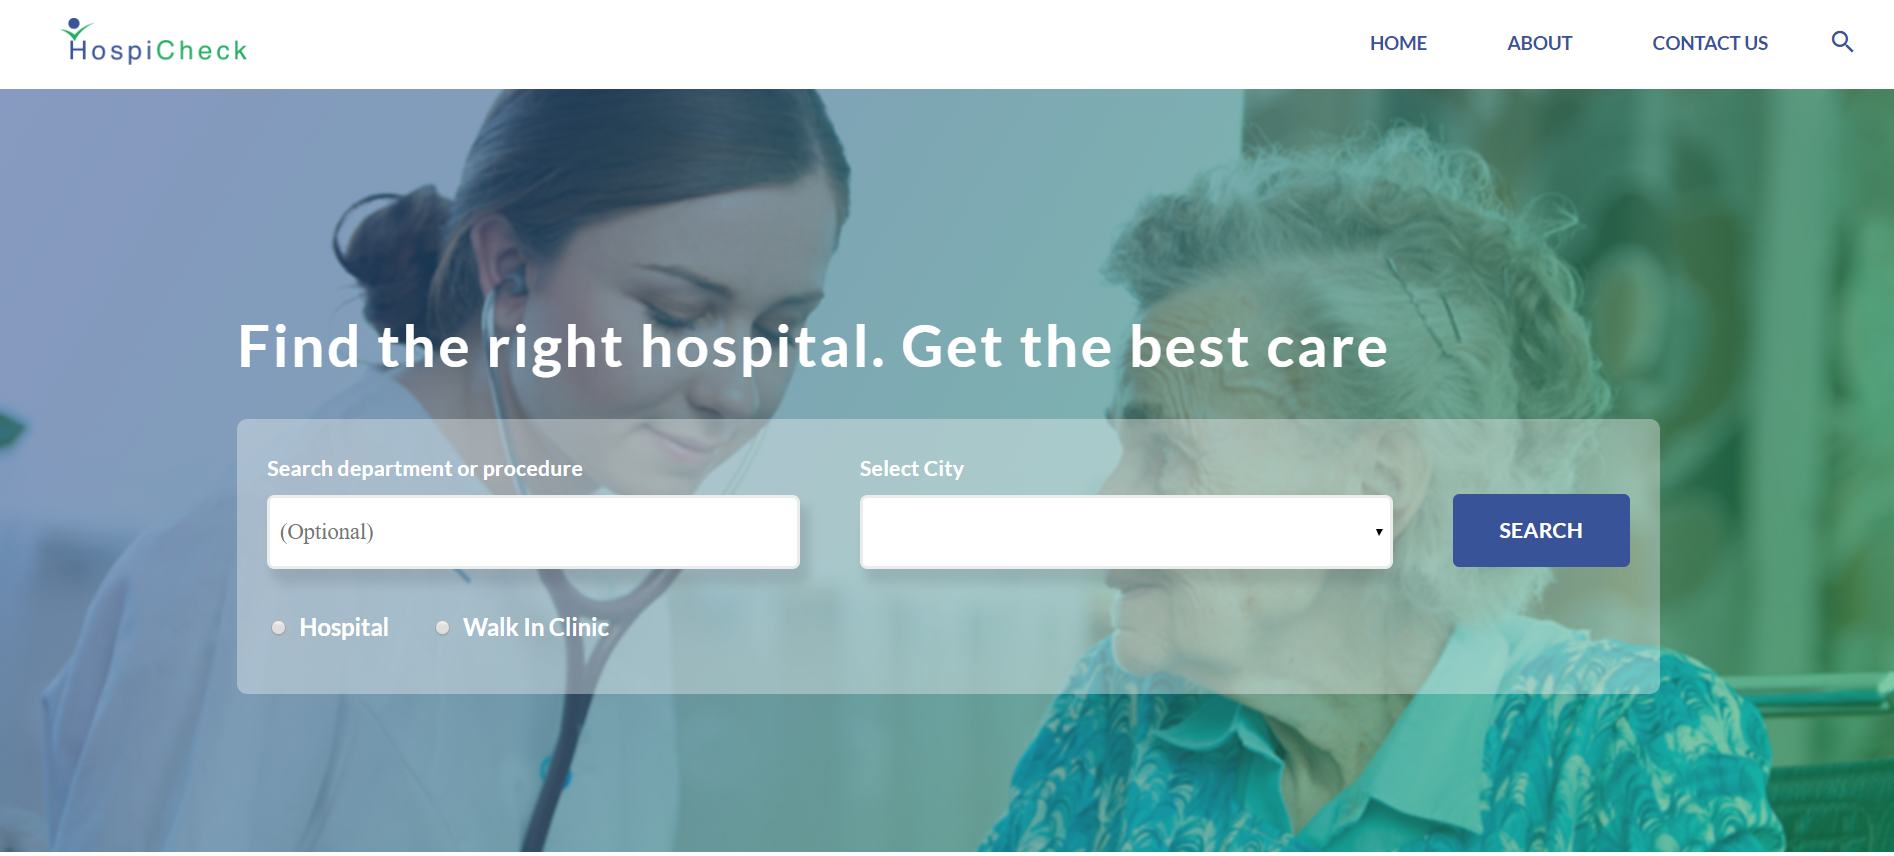 HospiCheck
HOME ABOUT CONTACT US
Find the right hospital. Get the best care
Search department or procedure
Select City
(Optional)
SEARCH
Hospital
Walk In Clinic